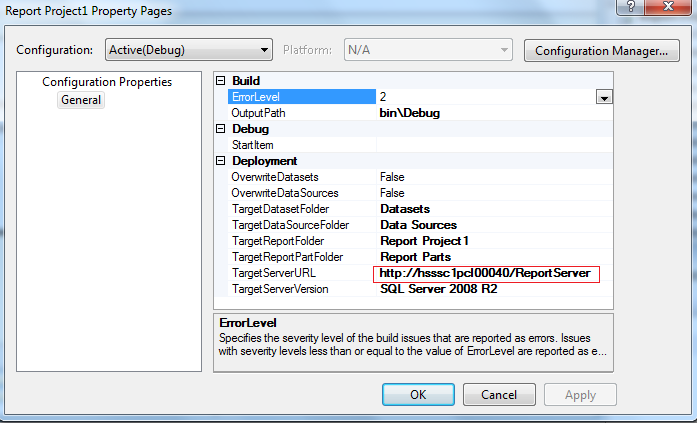 Report Project1 Property Pages
?
Configuration: Active(Debug) Platform: N/A Configuration Manager...
Configuration Properties
General
Build
ErrorLevel 2
OutputPath bin\Debug
Debug
StartItem
Deployment
OverwriteDatasets False
OverwriteDataSources False
TargetDatasetFolder Datasets
TargetDataSourceFolder Data Sources
TargetReportFolder Report Project1
TargetReportPartFolder Report Parts
TargetServerURL http://hsssc1pcl00040/ReportServer
TargetServerVersion SQL Server 2008 R2
ErrorLevel
Specifies the severity level of the build issues that are reported as errors. Issues
with severity levels less than or equal to the value of ErrorLevel are reported as e...
OK Cancel Apply